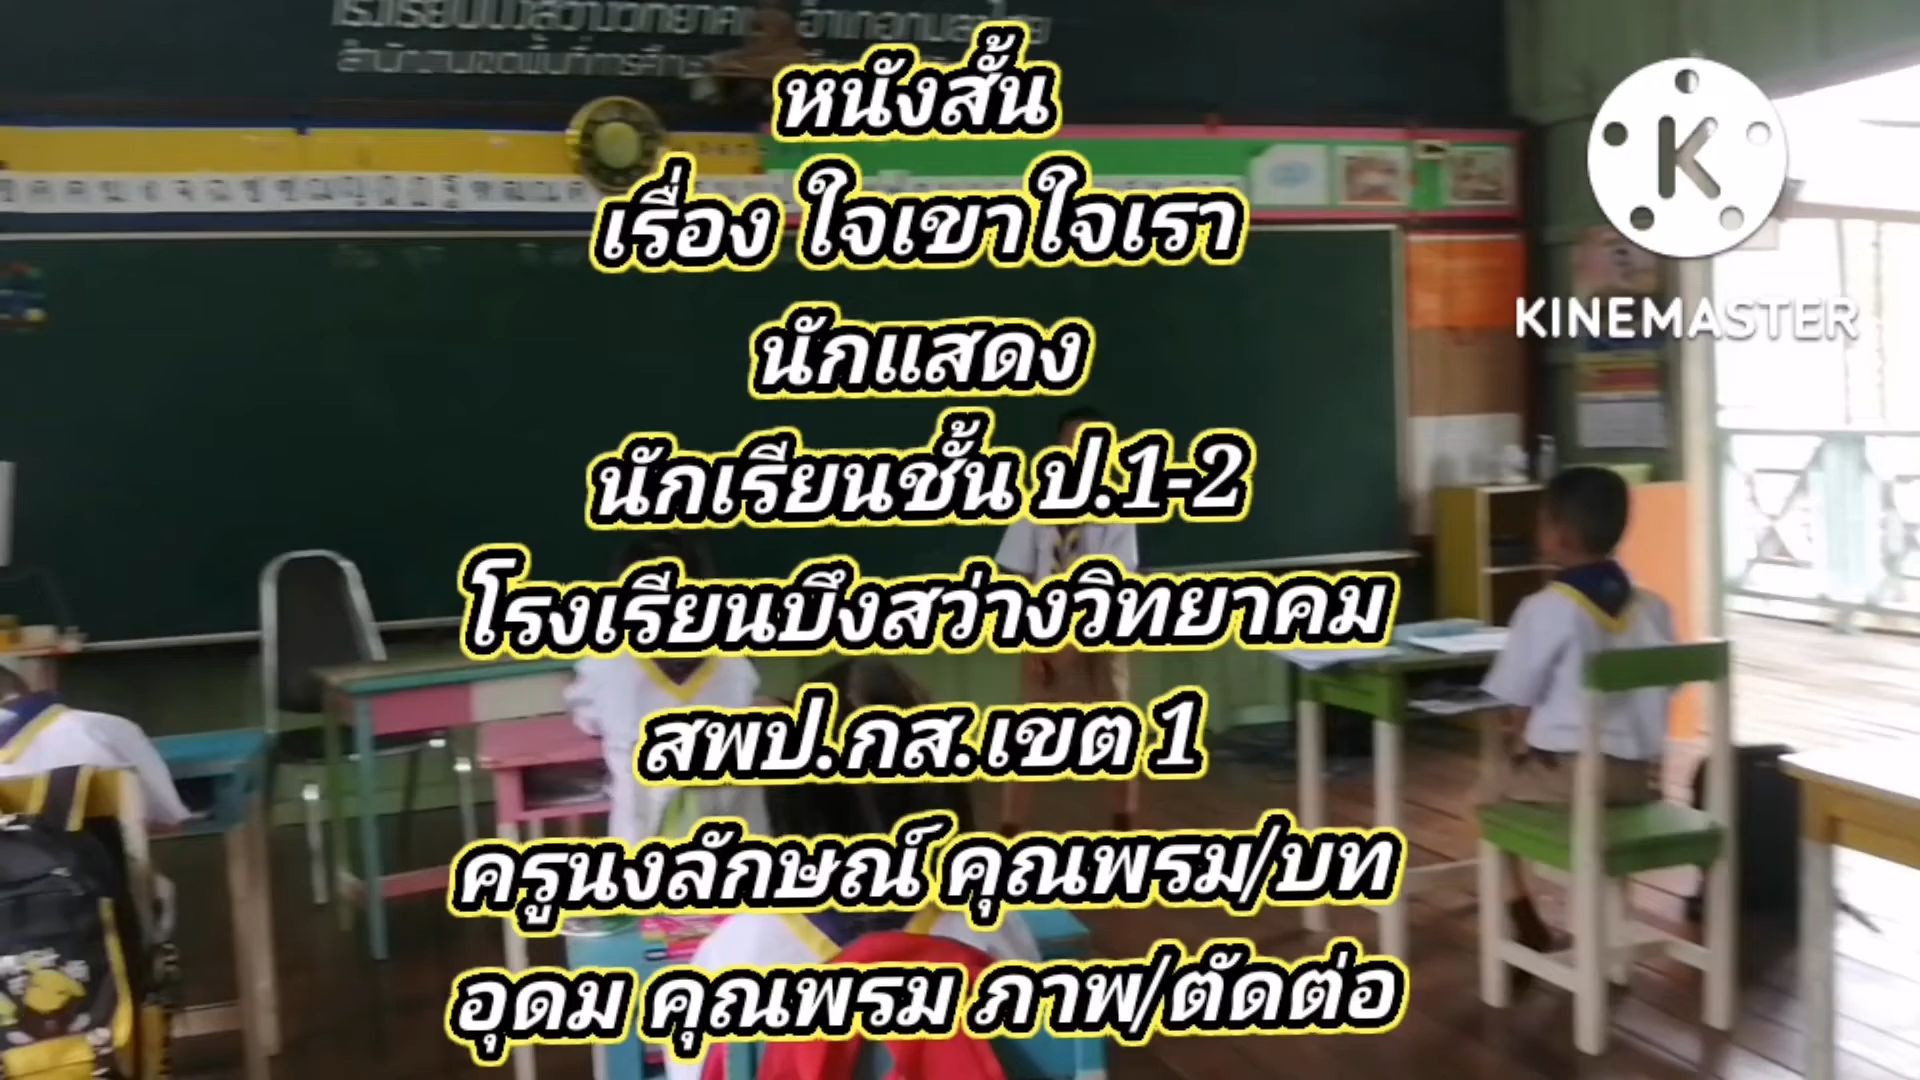 หนังสั้น
เรื่อง ใจเขาใจเรา
นักแสดง
นักเรียนชั้น ป.1-2
โรงเรียนบึงสว่างวิทยาคม
สพป.กส.เขต 1
ครูนงลักษณ์ คุณพรม/บท
อุดม คุณพรม ภาพ/ตัดต่อ
K
KINEMASTER